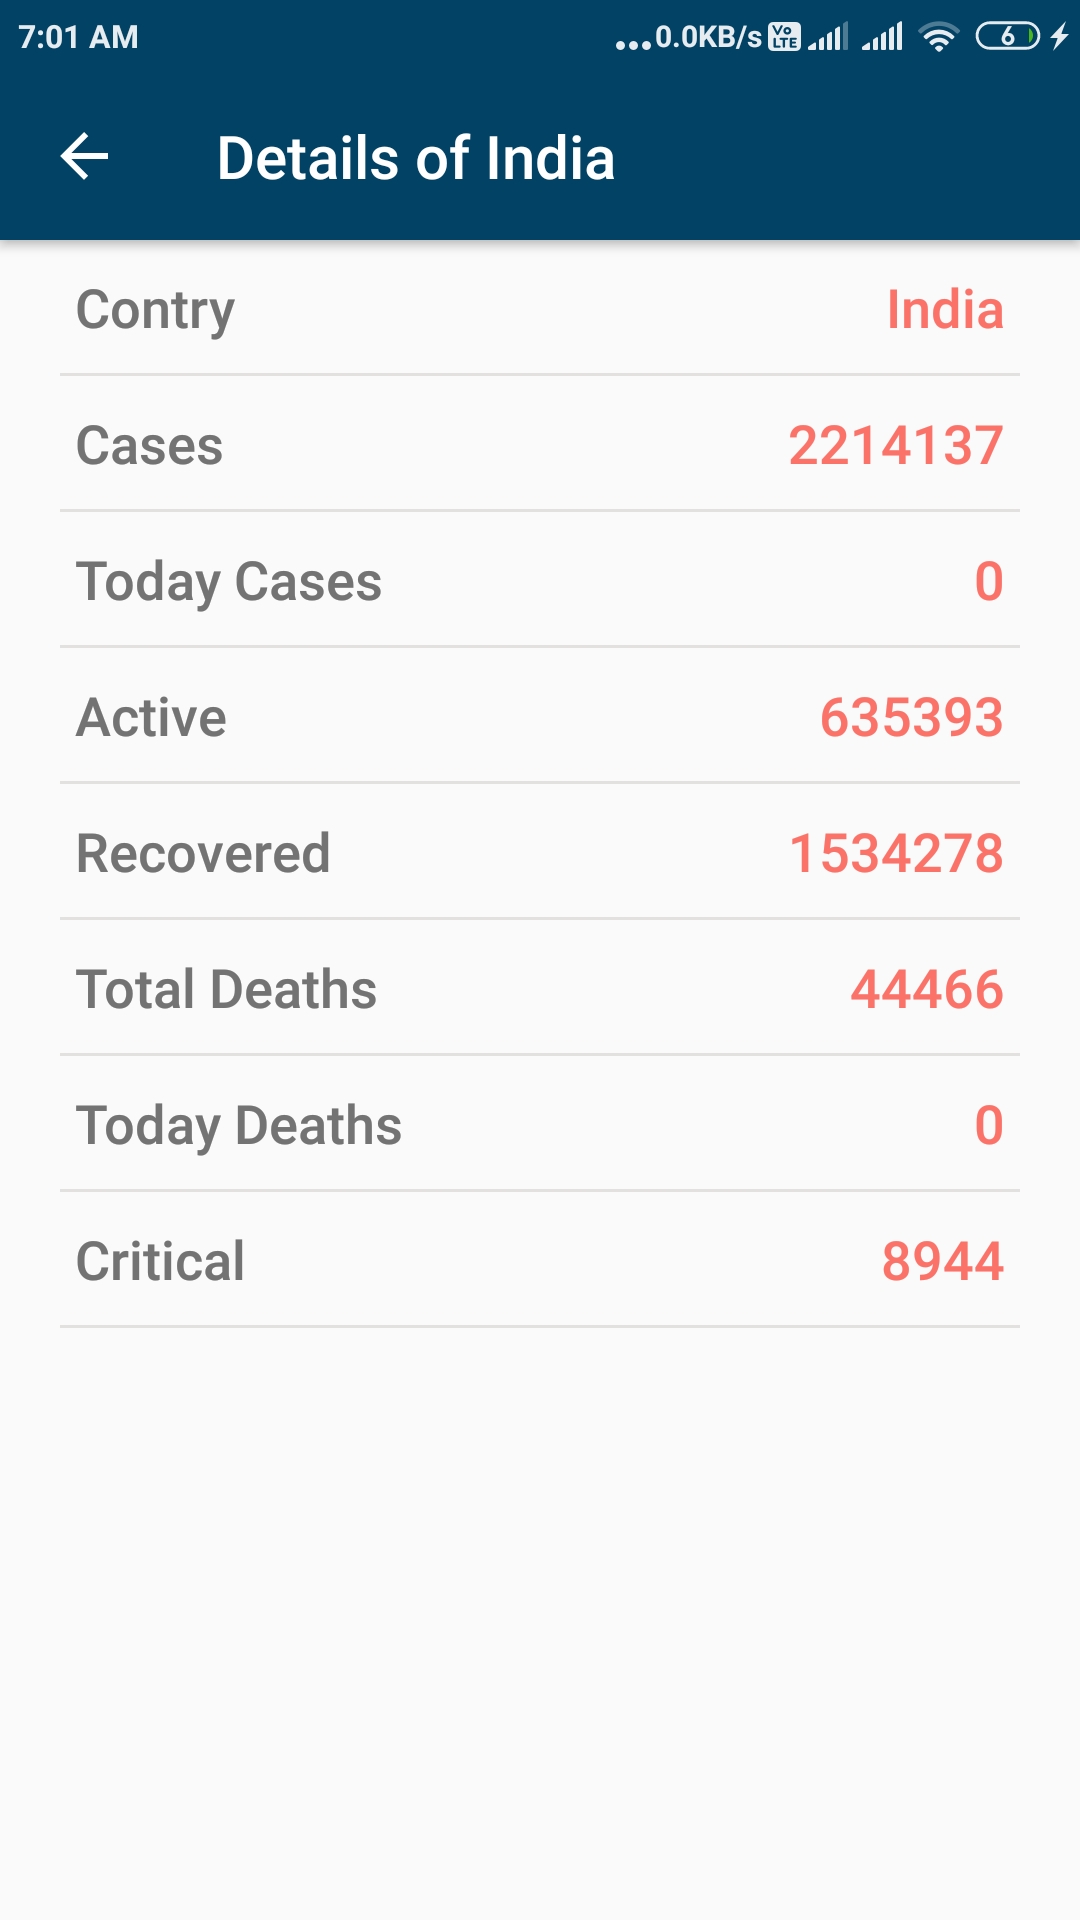 7:01 AM ...0.0KB/s Vo LTE 6
Details of India
Contry India
Cases 2214137
Today Cases 0
Active 635393
Recovered 1534278
Total Deaths 44466
Today Deaths 0
Critical 8944